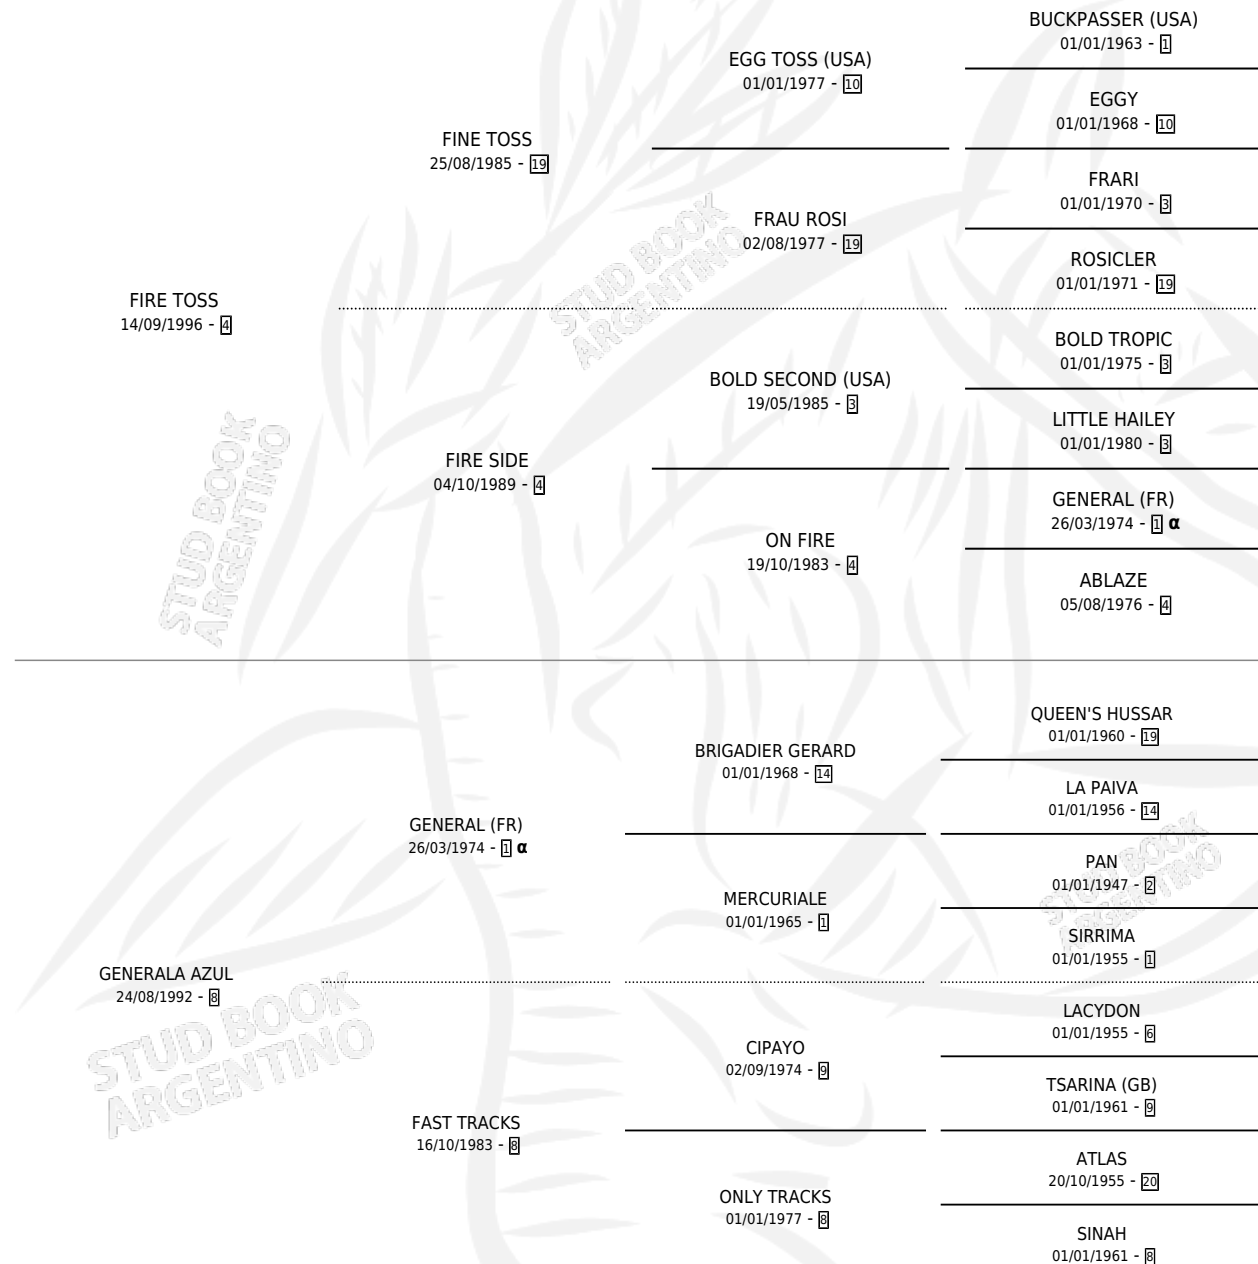 BUCKPASSER (USA)
01/01/1963 - 1
EGG TOSS (USA)
01/01/1977 - 10
EGGY
01/01/1968 - 10
FINE TOSS
25/08/1985 - 19
FRARI
01/01/1970 - 3
FRAU ROSI
02/08/1977 - 19
ROSICLER
01/01/1971 - 19
STUD BOOK
ARGENTINO
FIRE TOSS
14/09/1996 - 4
BOLD TROPIC
01/01/1975 - 3
BOLD SECOND (USA)
19/05/1985 - 3
LITTLE HAILEY
01/01/1980 - 3
FIRE SIDE
04/10/1989 - 4
GENERAL (FR)
26/03/1974 - 1 α
ON FIRE
19/10/1983 - 4
ABLAZE
05/08/1976 - 4
STUD BOOK
ARGENTINO
QUEEN'S HUSSAR
01/01/1960 - 19
BRIGADIER GERARD
01/01/1968 - 14
LA PAIVA
01/01/1956 - 14
GENERAL (FR)
26/03/1974 - 1 α
PAN
01/01/1947 - 2
MERCURIALE
01/01/1965 - 1
SIRRIMA
01/01/1955 - 1
STUD BOOK
ARGENTINO
GENERALA AZUL
24/08/1992 - 8
LACYDON
01/01/1955 - 6
CIPAYO
02/09/1974 - 9
TSARINA (GB)
01/01/1961 - 9
STUD BOOK
ARGENTINO
FAST TRACKS
16/10/1983 - 8
ATLAS
20/10/1955 - 20
ONLY TRACKS
01/01/1977 - 8
SINAH
01/01/1961 - 8